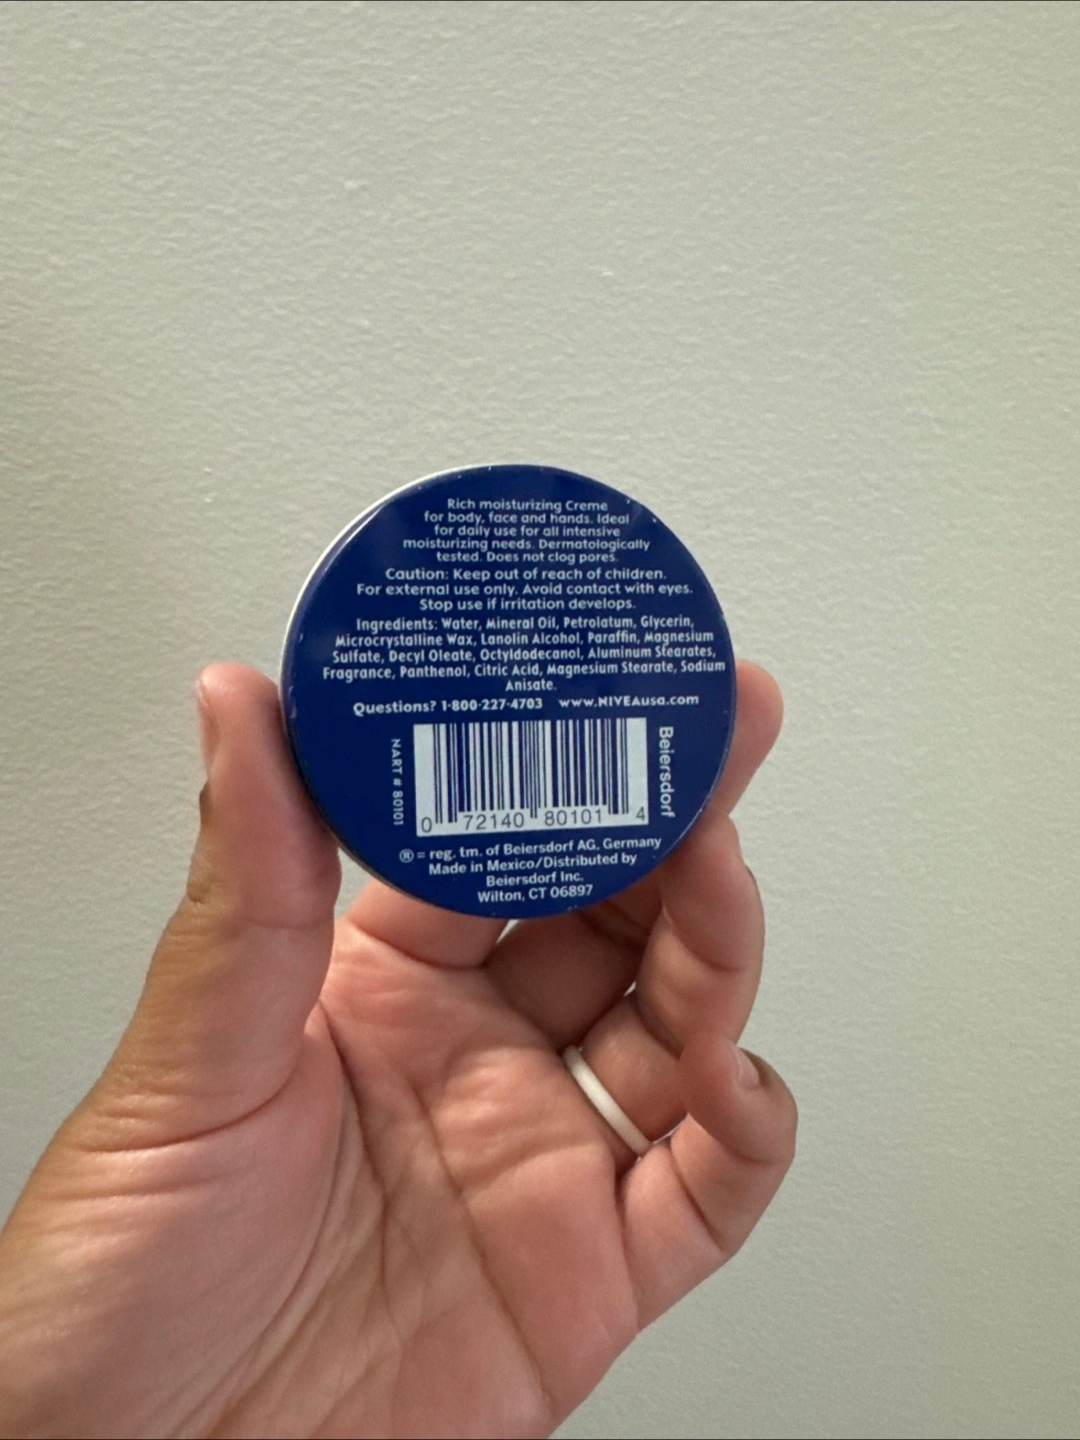 Rich moisturizing Creme
for body, face and hands. Ideal
for daily use for all intensive
moisturizing needs. Dermatologically
tested. Does not clog pores.
Caution: Keep out of reach of children.
For external use only. Avoid contact with eyes.
Stop use if irritation develops.
Ingredients: Water, Mineral Oil, Petrolatum, Glycerin,
Microcrystalline Wax, Lanolin Alcohol, Paraffin, Magnesium
Sulfate, Decyl Oleate, Octyldodecanol, Aluminum Stearates,
Fragrance, Panthenol, Citric Acid, Magnesium Stearate, Sodium
Anisate.
Questions? 1-800-227-4703 www.NIVEAusa.com
NART # 80101
0 72140 80101 4
Beiersdorf
® = reg. tm. of Beiersdorf AG, Germany
Made in Mexico/Distributed by
Beiersdorf Inc.
Wilton, CT 06897